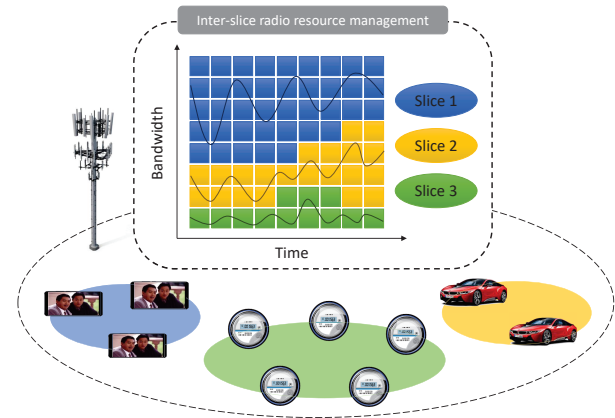 Inter-slice radio resource management
Bandwidth
Slice 1
Slice 2
Slice 3
Time